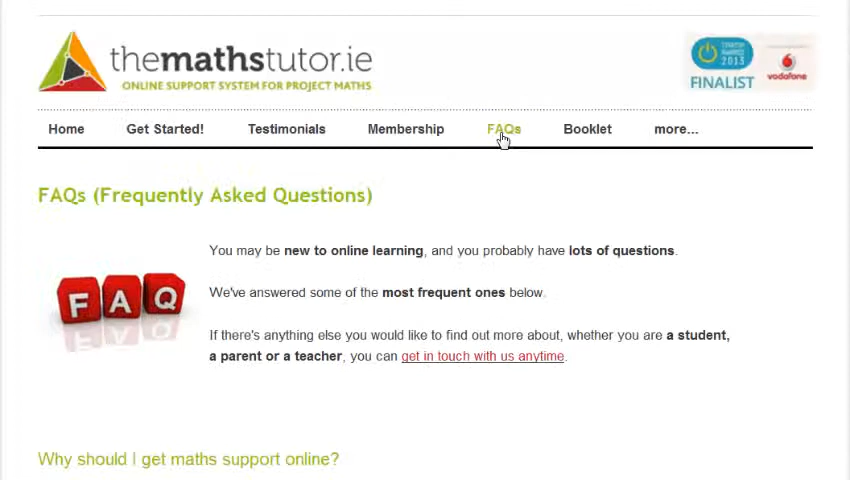 themathstutor.ie
ONLINE SUPPORT SYSTEM FOR PROJECT MATHS
2013
FINALIST
vodafone
Home Get Started! Testimonials Membership FAQs Booklet more...
FAQs (Frequently Asked Questions)
You may be new to online learning, and you probably have lots of questions.
FAQ
We've answered some of the most frequent ones below.
If there's anything else you would like to find out more about, whether you are a student,
a parent or a teacher, you can get in touch with us anytime.
Why should I get maths support online?